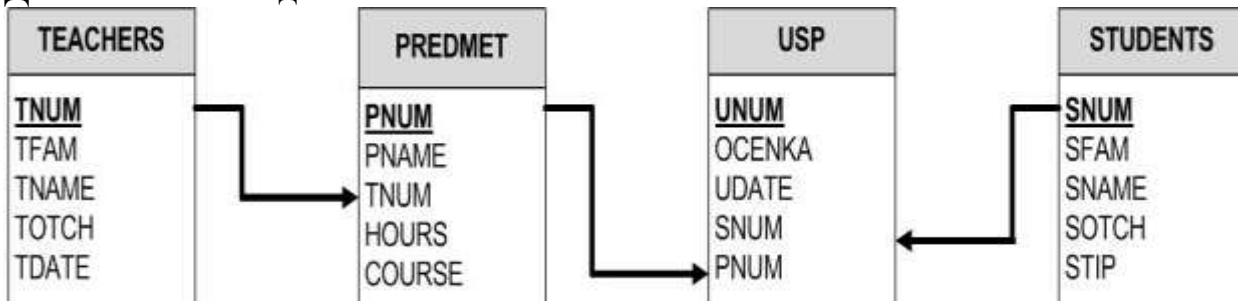 TEACHERS
TNUM
TFAM
TNAME
TOTCH
TDATE
PREDMET
PNUM
PNAME
TNUM
HOURS
COURSE
USP
UNUM
OCENKA
UDATE
SNUM
PNUM
STUDENTS
SNUM
SFAM
SNAME
SOTCH
STIP